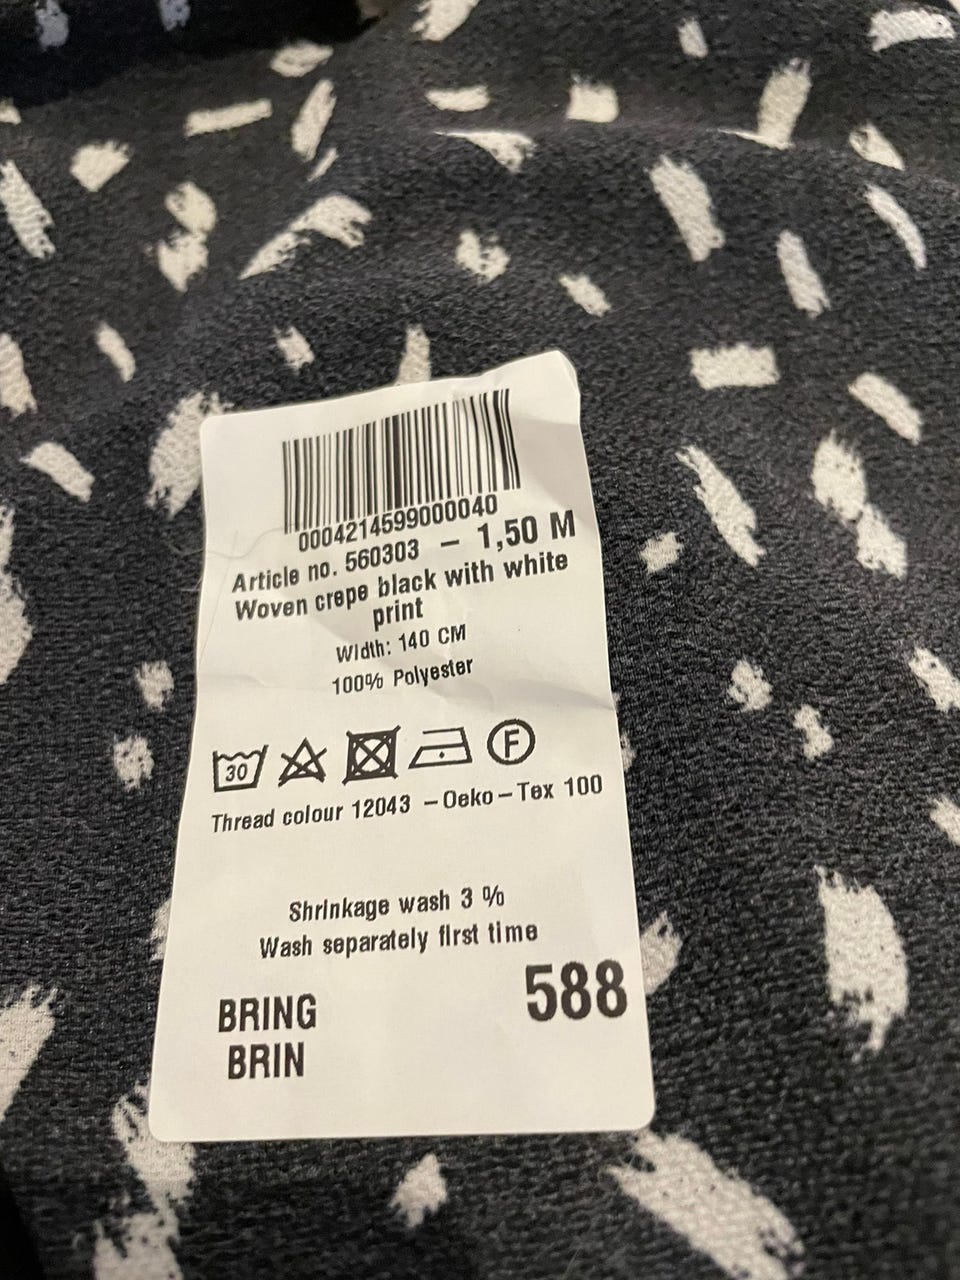 0004214599000040
Article no. 560303 - 1,50 M
Woven crepe black with white
print
Width: 140 CM
100% Polyester
30 F
Thread colour 12043 -Oeko-Tex 100
Shrinkage wash 3 %
Wash separately first time
BRING 588
BRIN